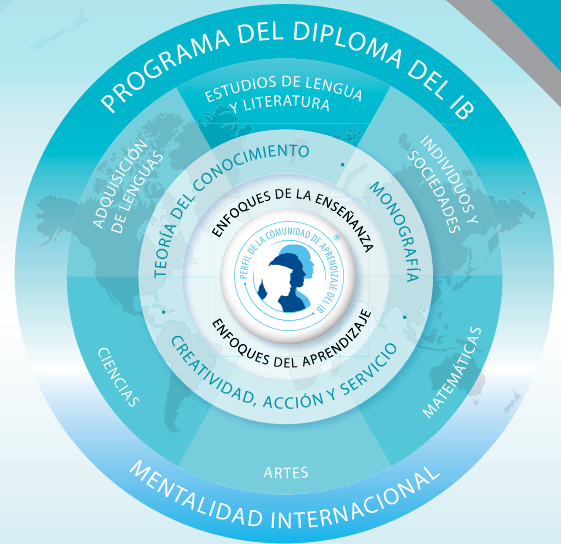 PROGRAMA DEL DIPLOMA DEL IB
ESTUDIOS DE LENGUA
Y LITERATURA
ADQUISICIÓN
DE LENGUAS
INDIVIDUOS Y
SOCIEDADES
TEORÍA DEL CONOCIMIENTO
MONOGRAFÍA
ENFOQUES DE LA ENSEÑANZA
PERFIL DE LA COMUNIDAD DE APRENDIZAJE DEL IB
®
ENFOQUES DEL APRENDIZAJE
CREATIVIDAD, ACCIÓN Y SERVICIO
CIENCIAS
MATEMÁTICAS
ARTES
MENTALIDAD INTERNACIONAL